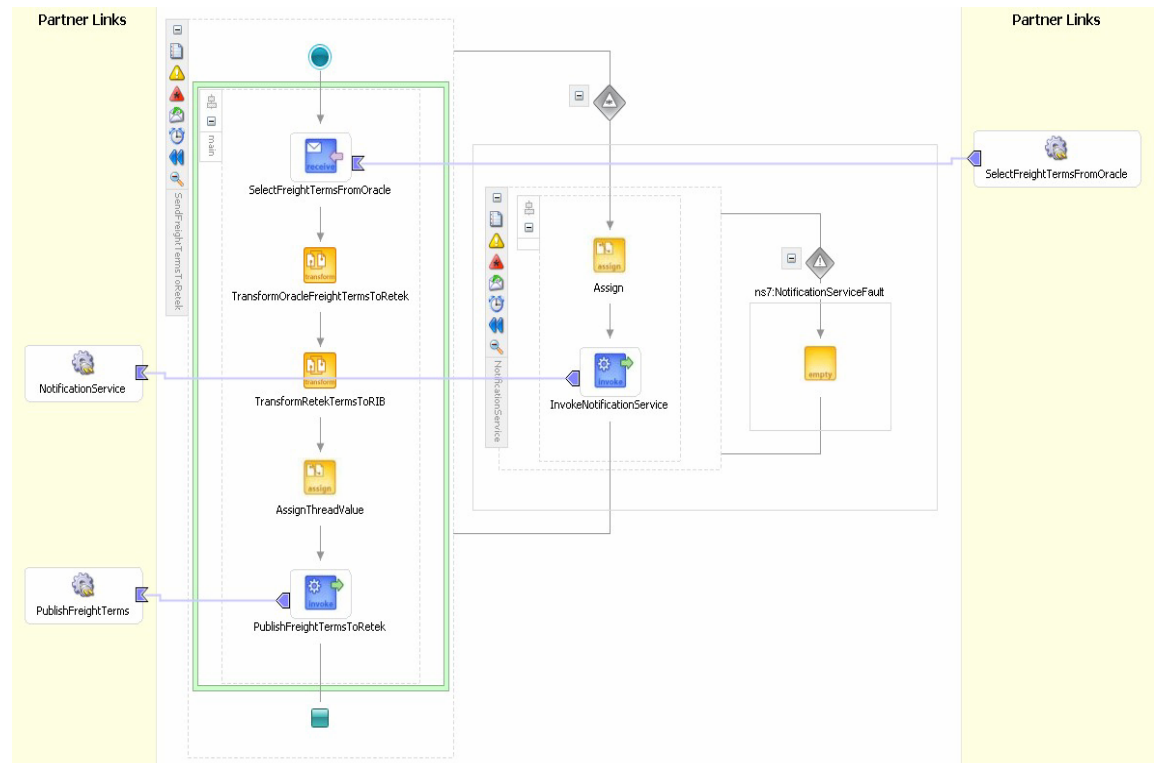 Partner Links
Partner Links
main
receive
SelectFreightTermsFromOracle
SelectFreightTermsFromOracle
SendFreightTermsToRetek
transform
TransformOracleFreightTermsToRetek
assign
Assign
ns7:NotificationServiceFault
empty
NotificationService
transform
TransformRetekTermsToRIB
invoke
InvokeNotificationService
NotificationService
assign
AssignThreadValue
PublishFreightTerms
invoke
PublishFreightTermsToRetek